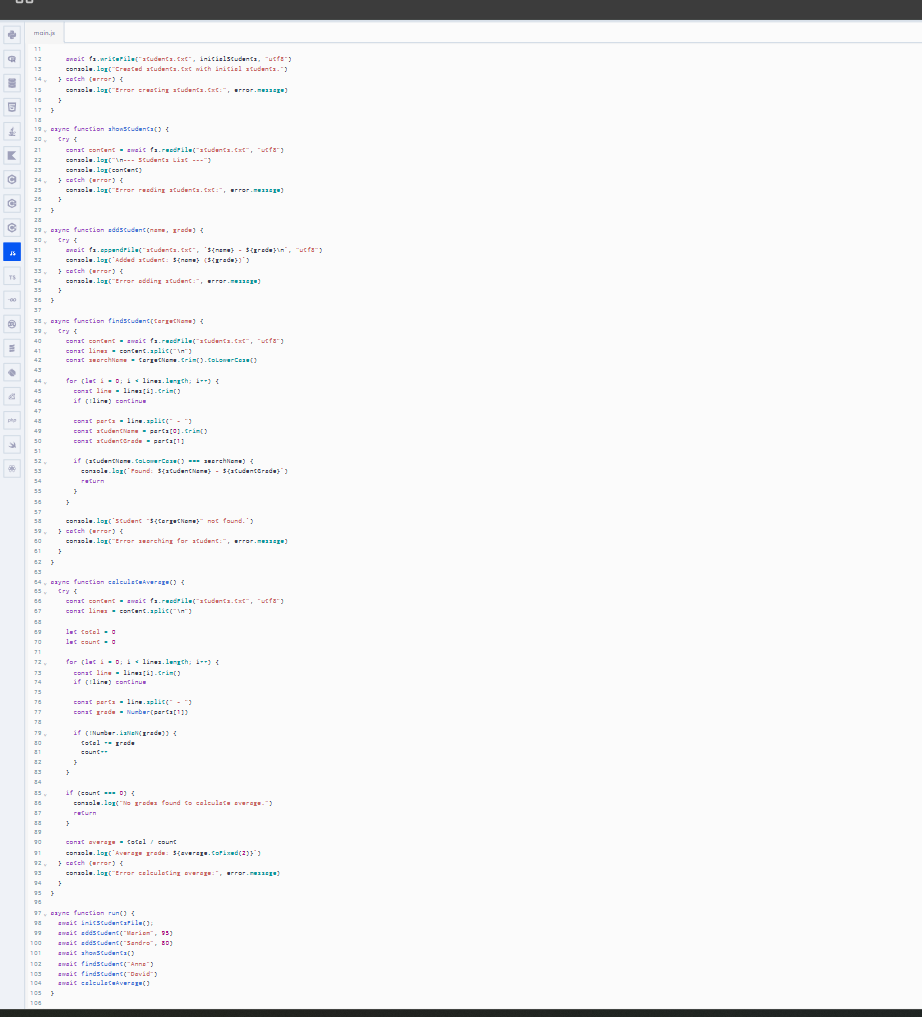 main.js
11
12 await fs.writeFile("students.txt", initialStudents, "utf8")
13 console.log("Created students.txt with initial students.")
14 } catch (error) {
15 console.log("Error creating students.txt:", error.message)
16 }
17 }
18
19 async function showStudents() {
20 try {
21 const content = await fs.readFile("students.txt", "utf8")
22 console.log("\n--- Students List ---")
23 console.log(content)
24 } catch (error) {
25 console.log("Error reading students.txt:", error.message)
26 }
27 }
28
29 async function addStudent(name, grade) {
30 try {
31 await fs.appendFile("students.txt", `${name} - ${grade}\n`, "utf8")
32 console.log(`Added student: ${name} (${grade})`)
33 } catch (error) {
34 console.log("Error adding student:", error.message)
35 }
36 }
37
38 async function findStudent(targetName) {
39 try {
40 const content = await fs.readFile("students.txt", "utf8")
41 const lines = content.split("\n")
42 const searchName = targetName.trim().toLowerCase()
43
44 for (let i = 0; i < lines.length; i++) {
45 const line = lines[i].trim()
46 if (!line) continue
47
48 const parts = line.split(" - ")
49 const studentName = parts[0].trim()
50 const studentGrade = parts[1]
51
52 if (studentName.toLowerCase() === searchName) {
53 console.log(`Found: ${studentName} - ${studentGrade}`)
54 return
55 }
56 }
57
58 console.log(`Student "${targetName}" not found.`)
59 } catch (error) {
60 console.log("Error searching for student:", error.message)
61 }
62 }
63
64 async function calculateAverage() {
65 try {
66 const content = await fs.readFile("students.txt", "utf8")
67 const lines = content.split("\n")
68
69 let total = 0
70 let count = 0
71
72 for (let i = 0; i < lines.length; i++) {
73 const line = lines[i].trim()
74 if (!line) continue
75
76 const parts = line.split(" - ")
77 const grade = Number(parts[1])
78
79 if (!Number.isNaN(grade)) {
80 total += grade
81 count++
82 }
83 }
84
85 if (count === 0) {
86 console.log("No grades found to calculate average.")
87 return
88 }
89
90 const average = total / count
91 console.log(`Average grade: ${average.toFixed(2)}`)
92 } catch (error) {
93 console.log("Error calculating average:", error.message)
94 }
95 }
96
97 async function run() {
98 await initStudentsFile();
99 await addStudent("Mariam", 95)
100 await addStudent("Sandro", 80)
101 await showStudents()
102 await findStudent("Anna")
103 await findStudent("David")
104 await calculateAverage()
105 }
106
JS
TS
php